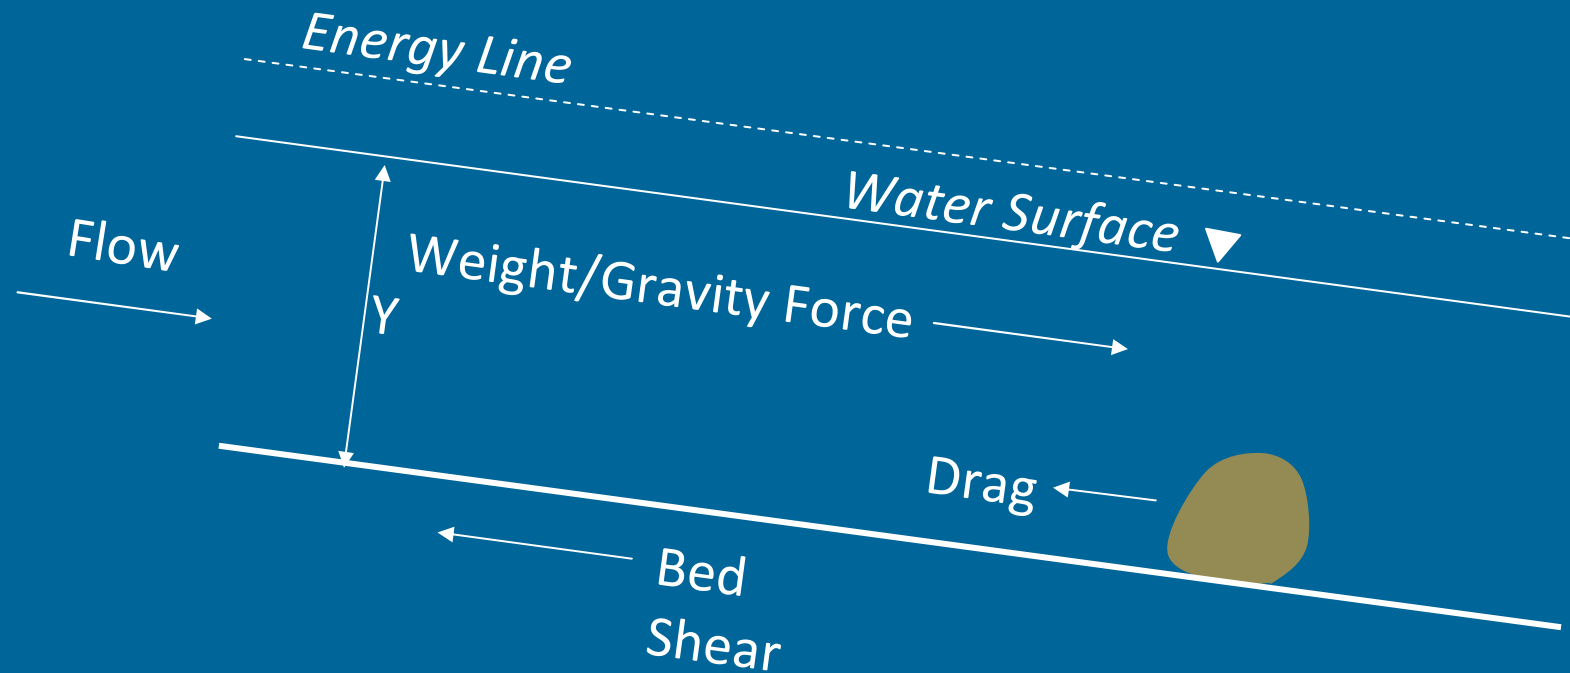 Energy Line
Water Surface
Flow
Weight/Gravity Force
Y
Drag
Bed
Shear